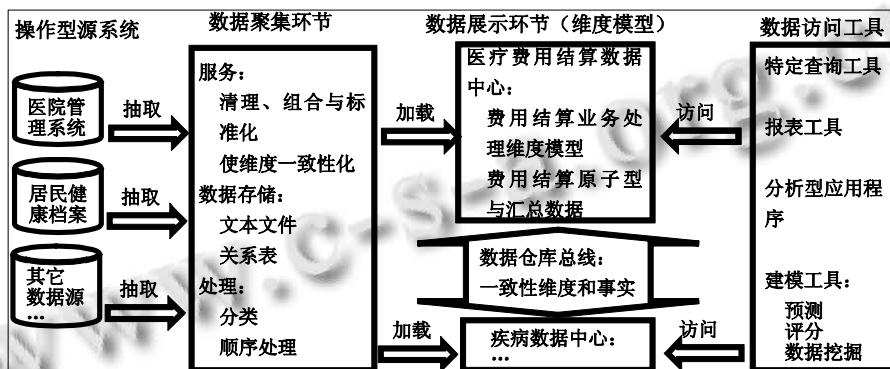 操作型源系统
医院管
理系统
居民健
康档案
其它
数据源
...
抽取
抽取
抽取
数据聚集环节
服务：
清理、组合与标
准化
使维度一致性化
数据存储：
文本文件
关系表
处理：
分类
顺序处理
加载
加载
数据展示环节（维度模型）
医疗费用结算数据
中心：
费用结算业务处
理维度模型
费用结算原子型
与汇总数据
数据仓库总线：
一致性维度和事实
疾病数据中心：
...
访问
访问
数据访问工具
特定查询工具
报表工具
分析型应用程
序
建模工具：
预测
评分
数据挖掘
www.c-s-a.org.c